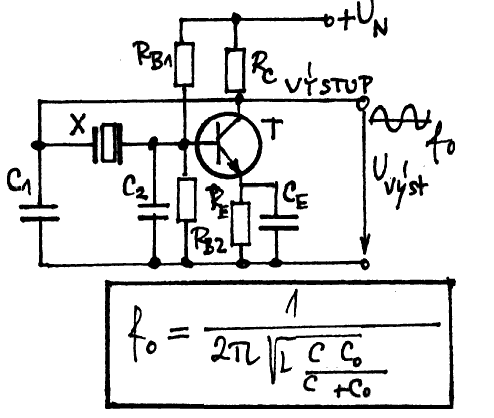 +U_N
R_B1
R_C
VÝSTUP
X
T
f_0
C_1
C_2
R_E
C_E
U_výst
R_B2
f_0 = 1 / 2π √(L (C C_0 / C + C_0))